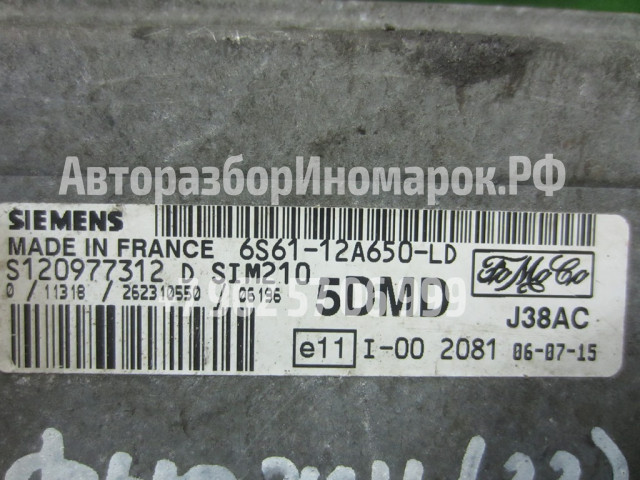 АвторазборИномарок.РФ
SIEMENS
MADE IN FRANCE 6S61-12A650-LD
S120977312 D SIM210
FoMoCo
0 / 11318 / 262310550 / 06196
5DMD
J38AC
e11 I-00 2081 06-07-15